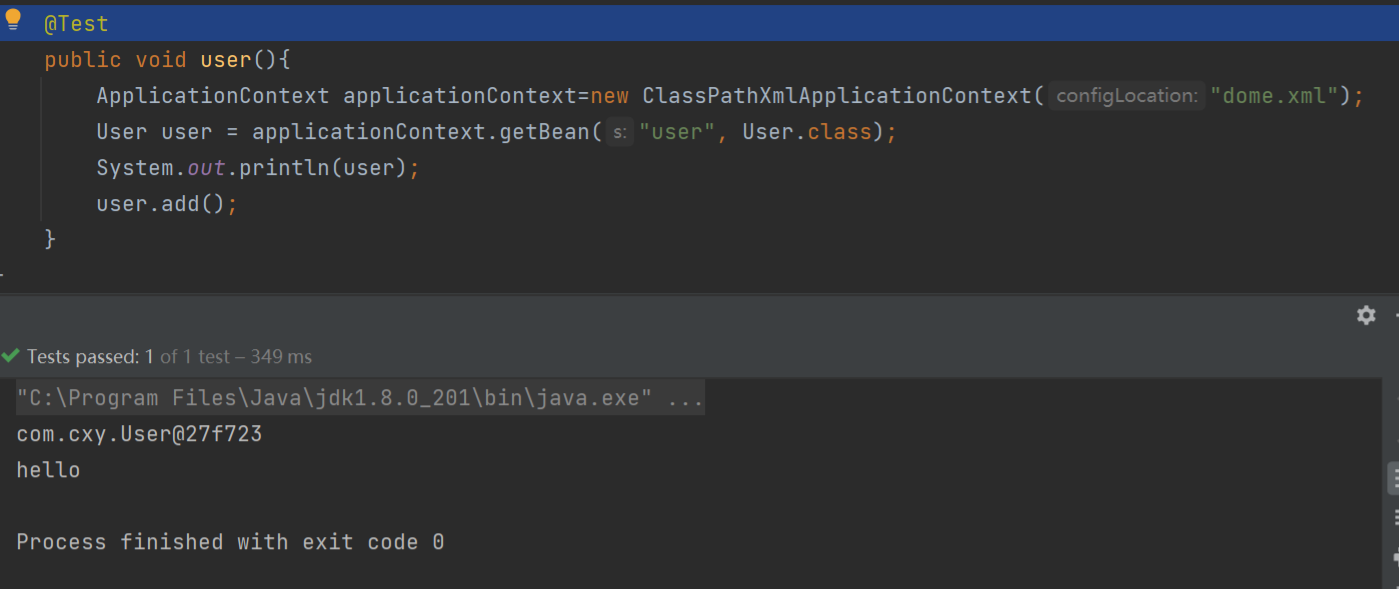 @Test
public void user(){
ApplicationContext applicationContext=new ClassPathXmlApplicationContext( configLocation: "dome.xml");
User user = applicationContext.getBean( s: "user", User.class);
System.out.println(user);
user.add();
}
Tests passed: 1 of 1 test – 349 ms
"C:\Program Files\Java\jdk1.8.0_201\bin\java.exe" ...
com.cxy.User@27f723
hello
Process finished with exit code 0